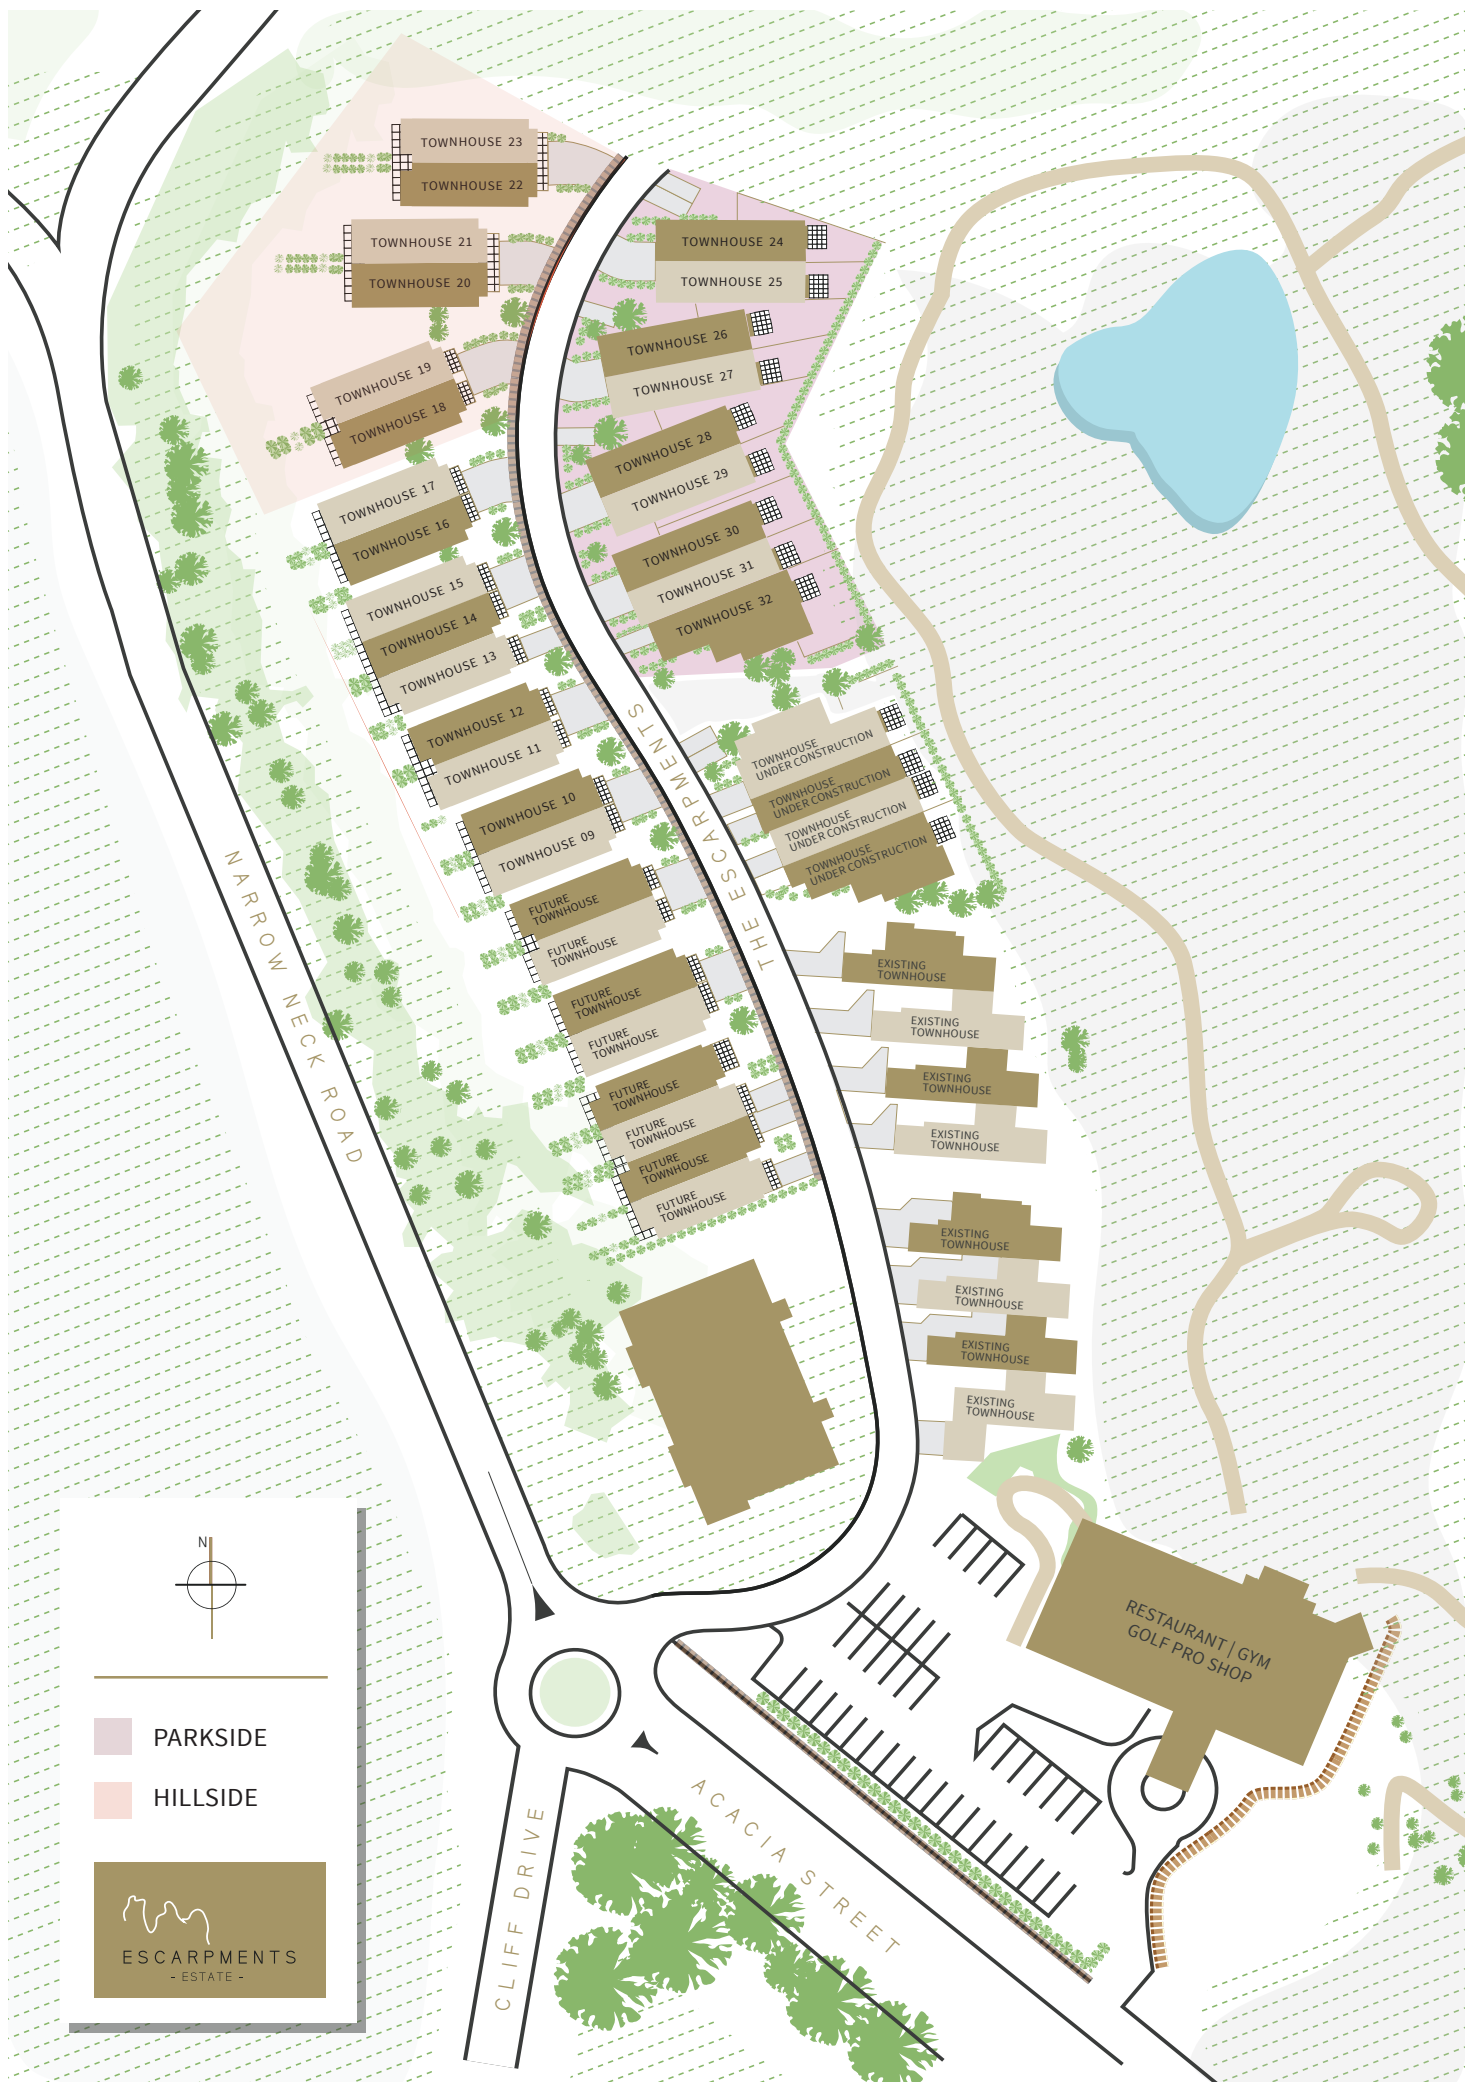 TOWNHOUSE 23
TOWNHOUSE 22
TOWNHOUSE 21
TOWNHOUSE 20
TOWNHOUSE 19
TOWNHOUSE 18
TOWNHOUSE 17
TOWNHOUSE 16
TOWNHOUSE 15
TOWNHOUSE 14
TOWNHOUSE 13
TOWNHOUSE 12
TOWNHOUSE 11
TOWNHOUSE 10
TOWNHOUSE 09
FUTURE
TOWNHOUSE
FUTURE
TOWNHOUSE
FUTURE
TOWNHOUSE
FUTURE
TOWNHOUSE
FUTURE
TOWNHOUSE
FUTURE
TOWNHOUSE
FUTURE
TOWNHOUSE
FUTURE
TOWNHOUSE
TOWNHOUSE 24
TOWNHOUSE 25
TOWNHOUSE 26
TOWNHOUSE 27
TOWNHOUSE 28
TOWNHOUSE 29
TOWNHOUSE 30
TOWNHOUSE 31
TOWNHOUSE 32
TOWNHOUSE
UNDER CONSTRUCTION
TOWNHOUSE
UNDER CONSTRUCTION
TOWNHOUSE
UNDER CONSTRUCTION
TOWNHOUSE
UNDER CONSTRUCTION
EXISTING
TOWNHOUSE
EXISTING
TOWNHOUSE
EXISTING
TOWNHOUSE
EXISTING
TOWNHOUSE
EXISTING
TOWNHOUSE
EXISTING
TOWNHOUSE
EXISTING
TOWNHOUSE
EXISTING
TOWNHOUSE
THE ESCARPMENTS
NARROW NECK ROAD
RESTAURANT | GYM
GOLF PRO SHOP
ACACIA STREET
CLIFF DRIVE
N
PARKSIDE
HILLSIDE
ESCARPMENTS
- ESTATE -